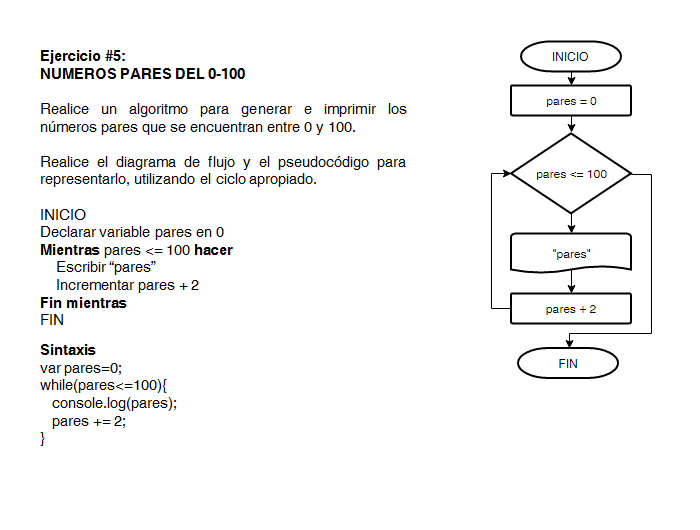 Ejercicio #5:
NUMEROS PARES DEL 0-100
Realice un algoritmo para generar e imprimir los
números pares que se encuentran entre 0 y 100.
Realice el diagrama de flujo y el pseudocódigo para
representarlo, utilizando el ciclo apropiado.
INICIO
Declarar variable pares en 0
Mientras pares <= 100 hacer
Escribir “pares”
Incrementar pares + 2
Fin mientras
FIN
Sintaxis
var pares=0;
while(pares<=100){
console.log(pares);
pares += 2;
}
INICIO
pares = 0
pares <= 100
"pares"
pares + 2
FIN